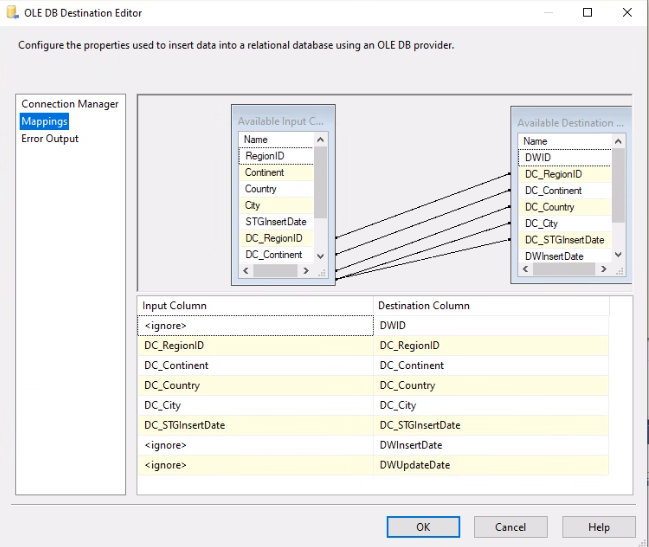 OLE DB Destination Editor
Configure the properties used to insert data into a relational database using an OLE DB provider.
Connection Manager
Mappings
Error Output
Available Input C...
Name
RegionID
Continent
Country
City
STGInsertDate
DC_RegionID
DC_Continent
Available Destination ...
Name
DWID
DC_RegionID
DC_Continent
DC_Country
DC_City
DC_STGInsertDate
DWInsertDate
Input Column Destination Column
<ignore> DWID
DC_RegionID DC_RegionID
DC_Continent DC_Continent
DC_Country DC_Country
DC_City DC_City
DC_STGInsertDate DC_STGInsertDate
<ignore> DWInsertDate
<ignore> DWUpdateDate
OK Cancel Help